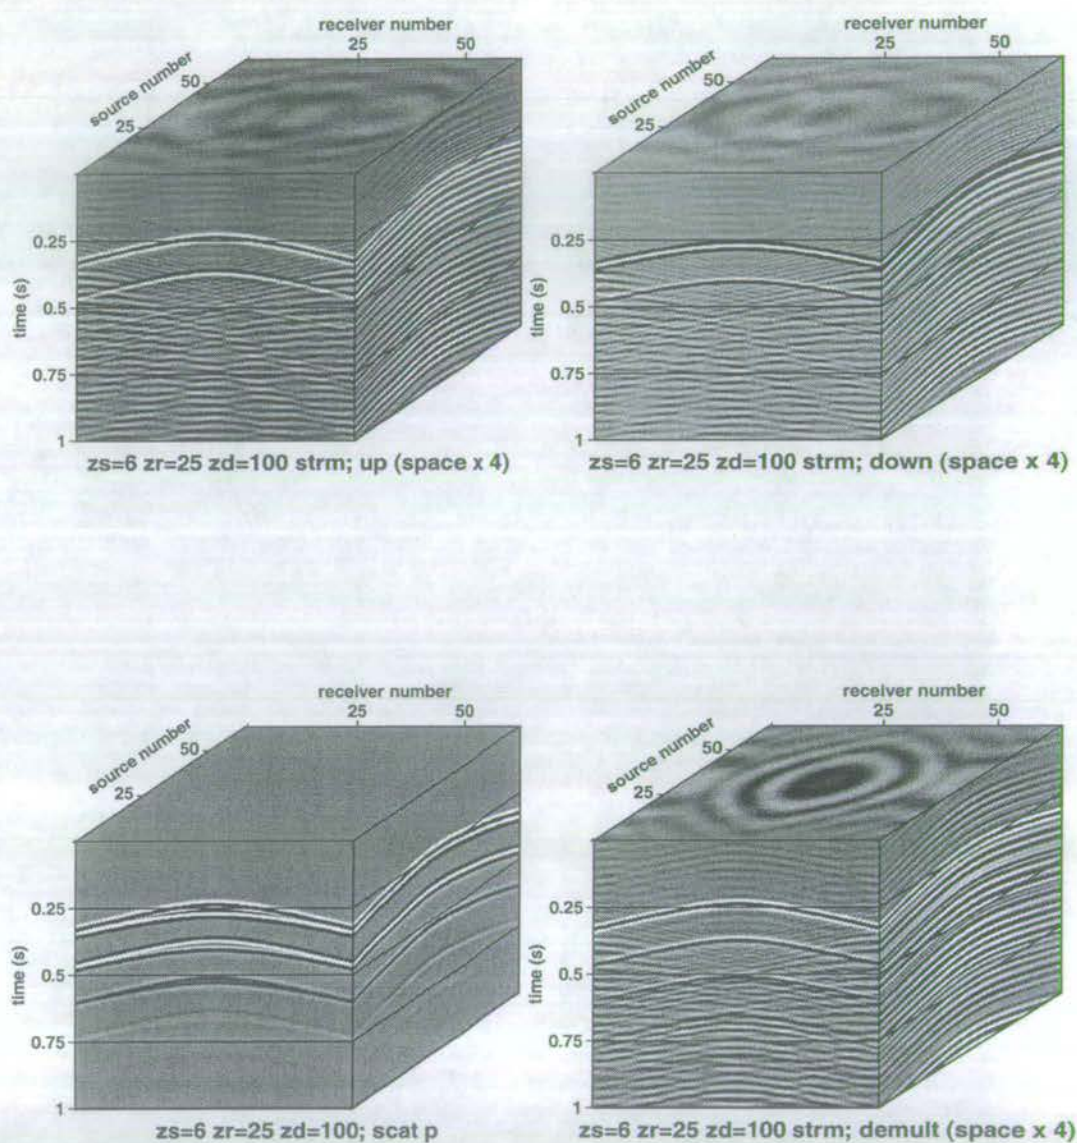 receiver number
25 50
source number
50
25
0.25
0.5
0.75
1
time (s)
zs=6 zr=25 zd=100 strm; up (space x 4)
receiver number
25 50
source number
50
25
0.25
0.5
0.75
1
time (s)
zs=6 zr=25 zd=100 strm; down (space x 4)
receiver number
25 50
source number
50
25
0.25
0.5
0.75
1
time (s)
zs=6 zr=25 zd=100; scat p
receiver number
25 50
source number
50
25
0.25
0.5
0.75
1
time (s)
zs=6 zr=25 zd=100 strm; demult (space x 4)